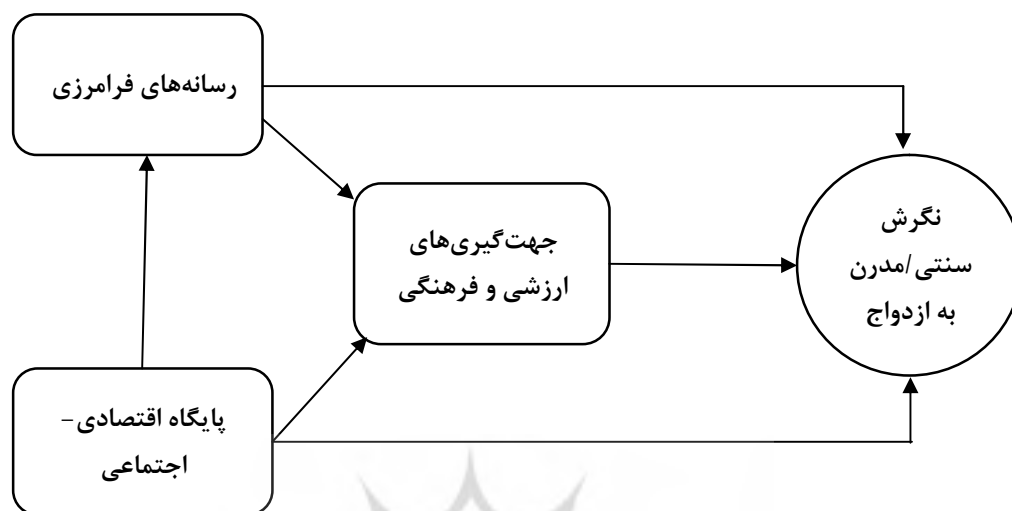 رسانه‌های فرامرزی
جهت‌گیری‌های
ارزشی و فرهنگی
نگرش
سنتی/مدرن
به ازدواج
پایگاه اقتصادی–
اجتماعی